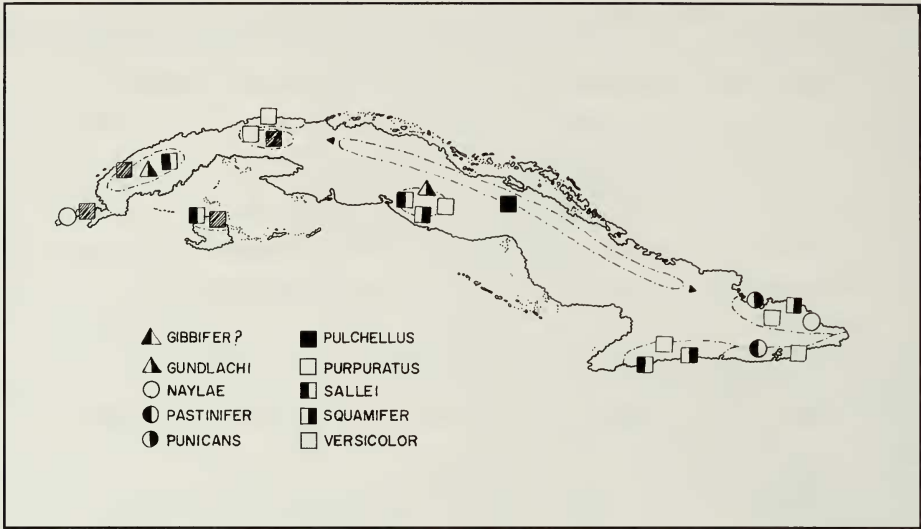 GIBBIFER?
GUNDLACHI
NAYLAE
PASTINIFER
PUNICANS
PULCHELLUS
PURPURATUS
SALLEI
SQUAMIFER
VERSICOLOR